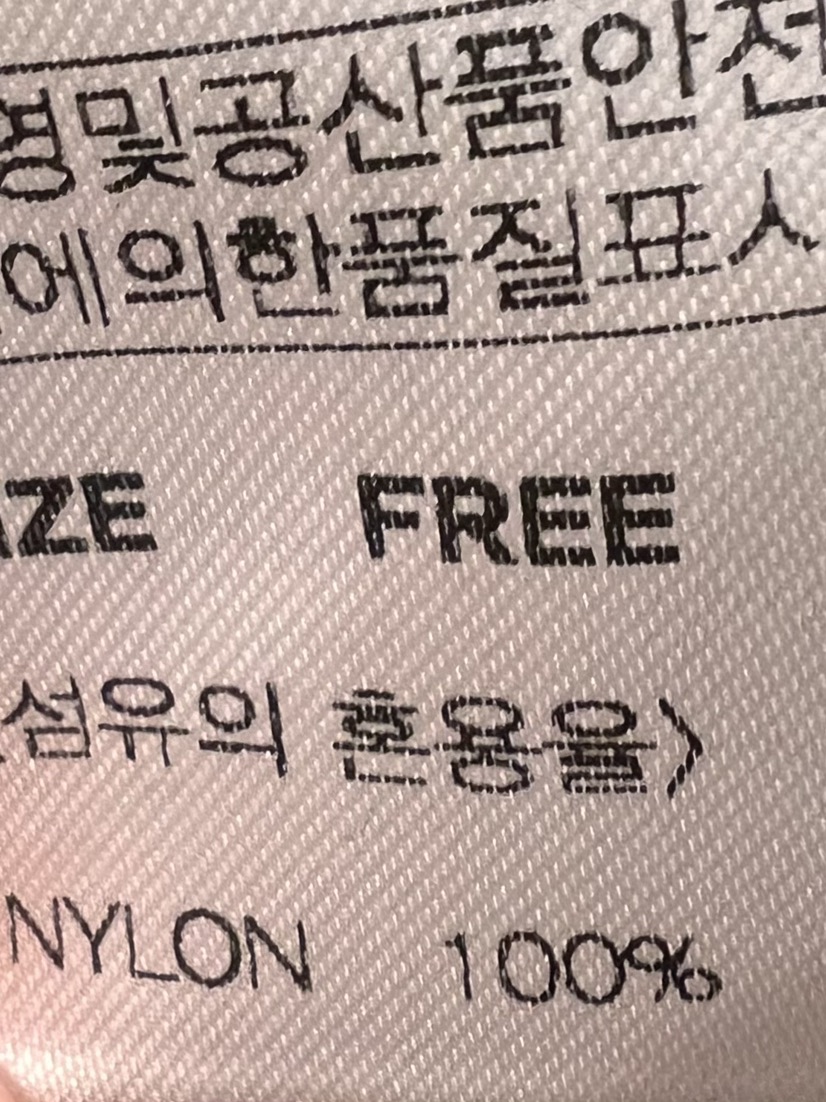 영 및 공산품안전
에 의한 품질표시
SIZE FREE
섬유의 혼용율>
NYLON 100%